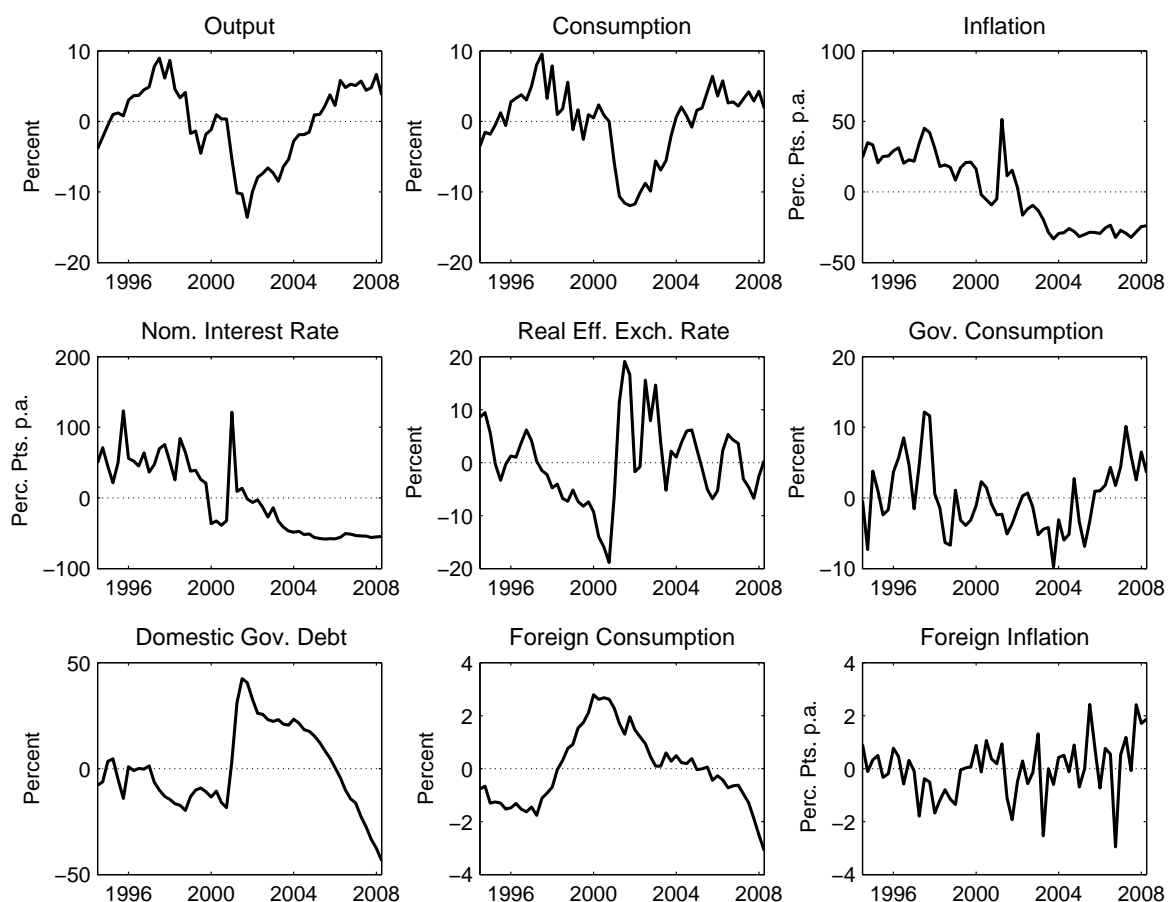 Output
Consumption
Inflation
Percent
10
0
−10
−20
1996 2000 2004 2008
Percent
10
0
−10
−20
1996 2000 2004 2008
Perc. Pts. p.a.
100
50
0
−50
1996 2000 2004 2008
Nom. Interest Rate
Real Eff. Exch. Rate
Gov. Consumption
Perc. Pts. p.a.
200
100
0
−100
1996 2000 2004 2008
Percent
20
10
0
−10
−20
1996 2000 2004 2008
Percent
20
10
0
−10
1996 2000 2004 2008
Domestic Gov. Debt
Foreign Consumption
Foreign Inflation
Percent
50
0
−50
1996 2000 2004 2008
Percent
4
2
0
−2
−4
1996 2000 2004 2008
Perc. Pts. p.a.
4
2
0
−2
−4
1996 2000 2004 2008